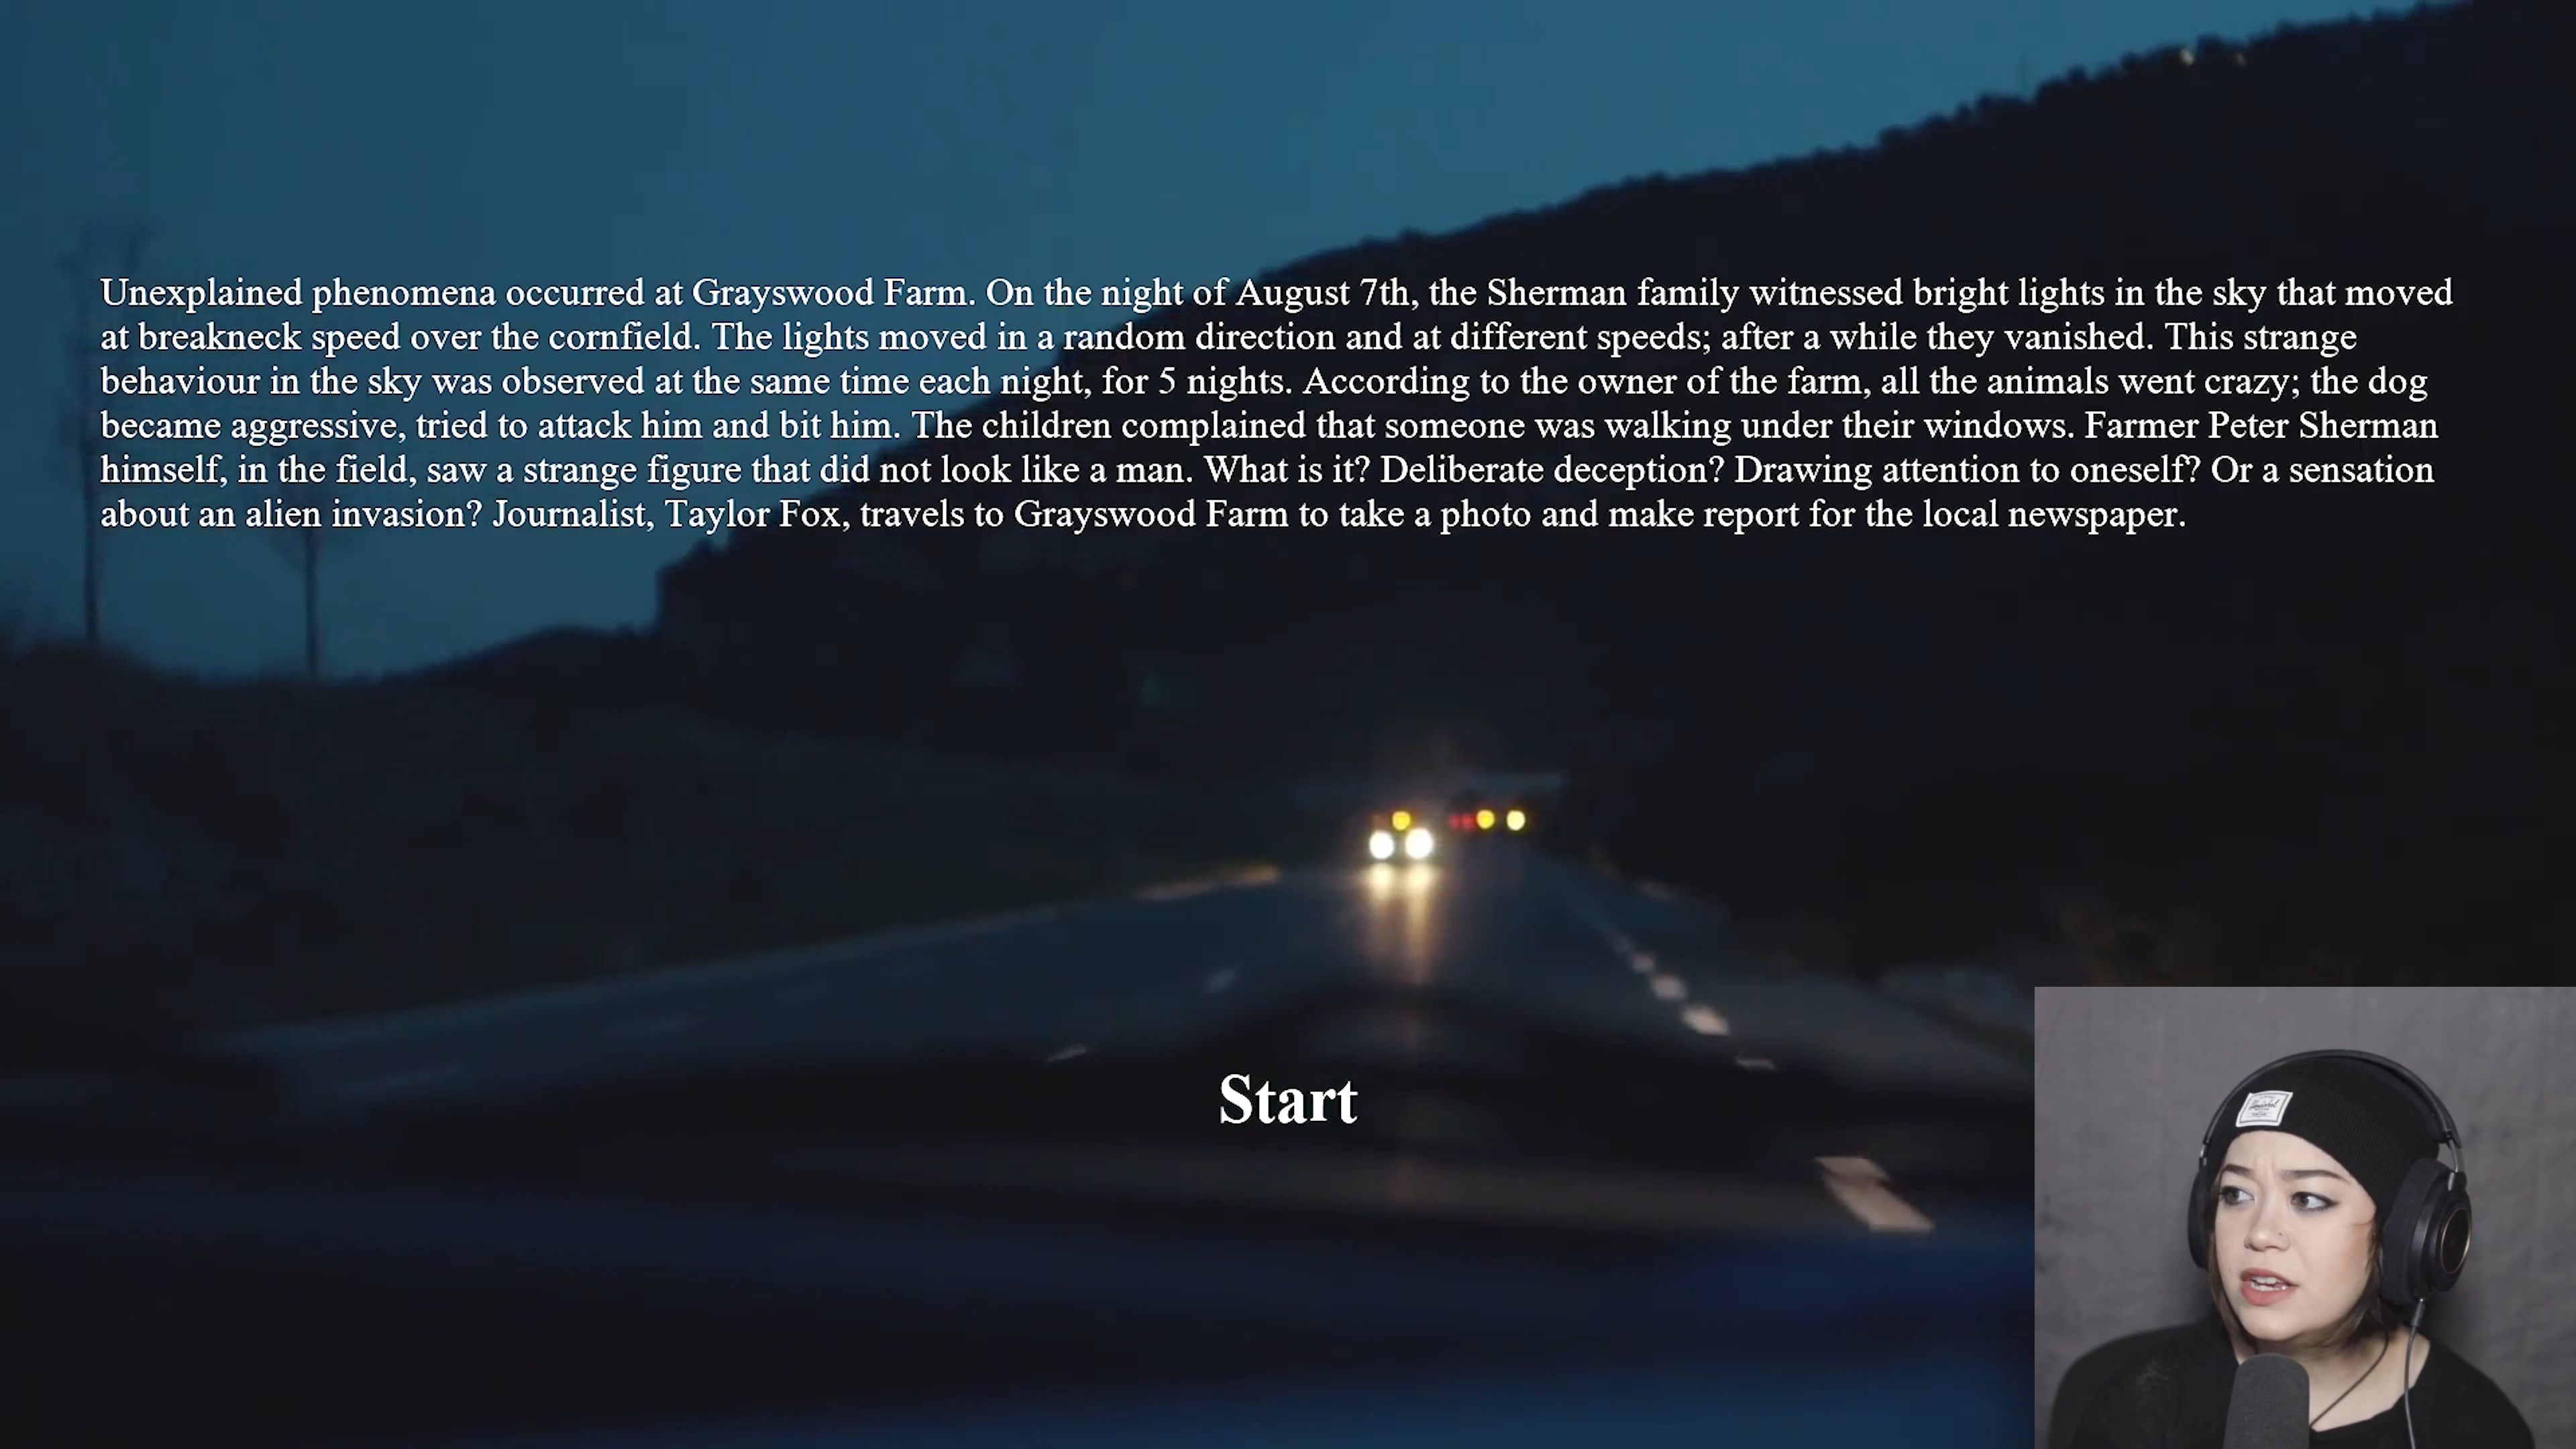 Unexplained phenomena occurred at Grayswood Farm. On the night of August 7th, the Sherman family witnessed bright lights in the sky that moved
at breakneck speed over the cornfield. The lights moved in a random direction and at different speeds; after a while they vanished. This strange
behaviour in the sky was observed at the same time each night, for 5 nights. According to the owner of the farm, all the animals went crazy; the dog
became aggressive, tried to attack him and bit him. The children complained that someone was walking under their windows. Farmer Peter Sherman
himself, in the field, saw a strange figure that did not look like a man. What is it? Deliberate deception? Drawing attention to oneself? Or a sensation
about an alien invasion? Journalist, Taylor Fox, travels to Grayswood Farm to take a photo and make report for the local newspaper.
Start
Herschel